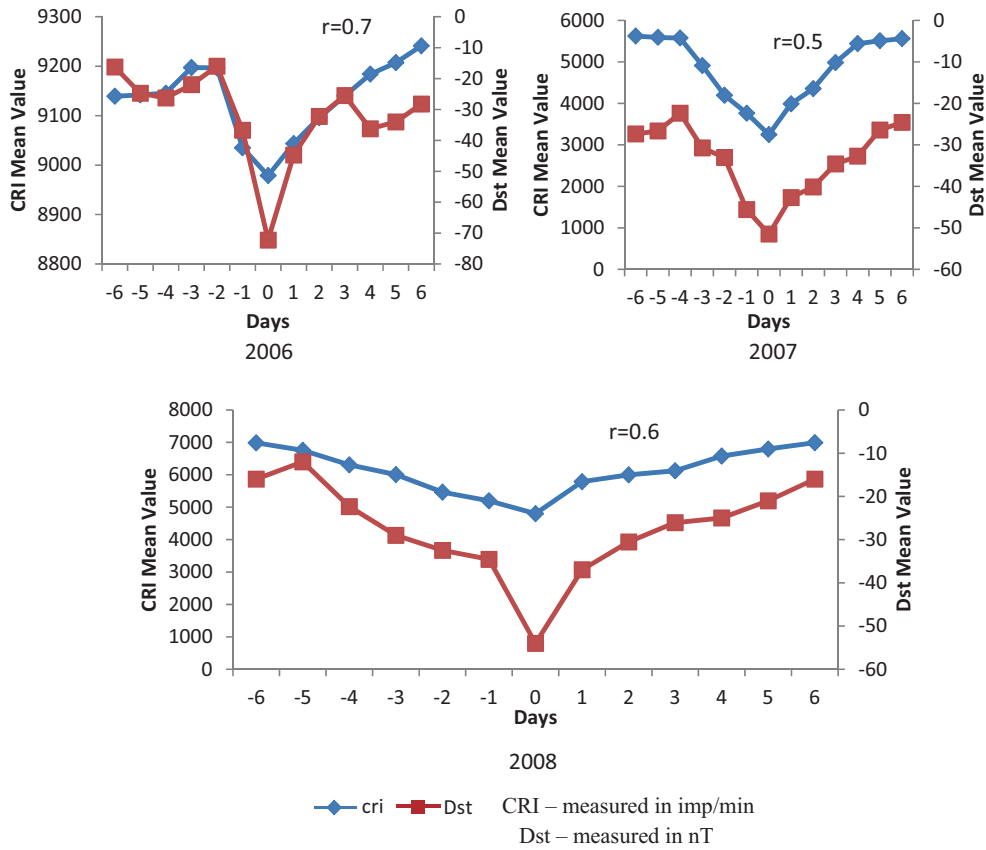 r=0.7
CRI Mean Value
9300
9200
9100
9000
8900
8800
0
-10
-20
-30
-40
-50
-60
-70
-80
Dst Mean Value
-6 -5 -4 -3 -2 -1 0 1 2 3 4 5 6
Days
2006
r=0.5
CRI Mean Value
6000
5000
4000
3000
2000
1000
0
0
-10
-20
-30
-40
-50
-60
Dst Mean Value
-6 -5 -4 -3 -2 -1 0 1 2 3 4 5 6
Days
2007
r=0.6
CRI Mean Value
8000
7000
6000
5000
4000
3000
2000
1000
0
0
-10
-20
-30
-40
-50
-60
Dst Mean Value
-6 -5 -4 -3 -2 -1 0 1 2 3 4 5 6
Days
2008
cri Dst CRI – measured in imp/min
Dst – measured in nT